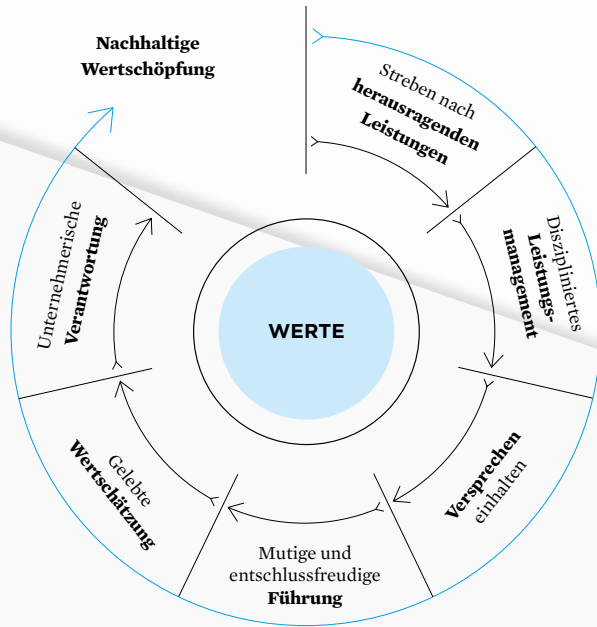 Nachhaltige
Wertschöpfung
Streben nach
herausragenden
Leistungen
Diszipliniertes
Leistungs-
management
Versprechen
einhalten
Mutige und
entschlussfreudige
Führung
Gelebte
Wertschätzung
Unternehmerische
Verantwortung
WERTE